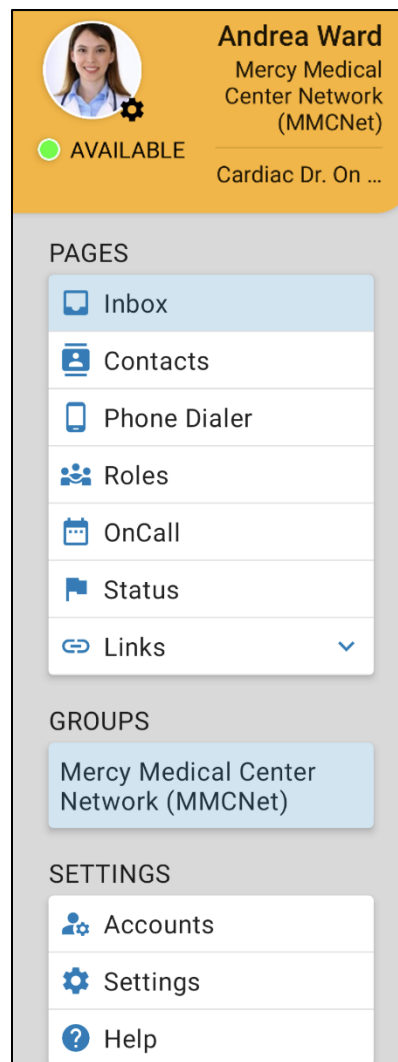 Andrea Ward
Mercy Medical
Center Network
(MMCNet)
AVAILABLE
Cardiac Dr. On ...
PAGES
Inbox
Contacts
Phone Dialer
Roles
OnCall
Status
Links
GROUPS
Mercy Medical Center
Network (MMCNet)
SETTINGS
Accounts
Settings
Help